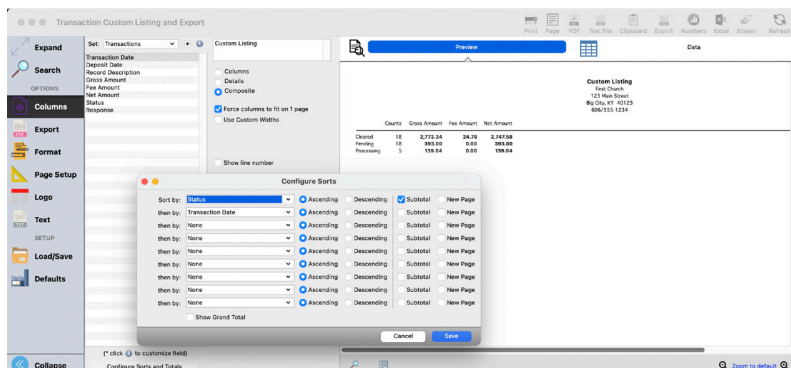 Transaction Custom Listing and Export
Print Page PDF Text File Clipboard Export Numbers Excel Screen Refresh
Expand
Search
OPTIONS
Columns
Export
Format
Page Setup
Logo
Text
SETUP
Load/Save
Defaults
Collapse
Set: Transactions
Transaction Date
Deposit Date
Record Description
Gross Amount
Fee Amount
Net Amount
Status
Response
(* click to customize field)
Configure Sorts and Totals
Custom Listing
Columns
Details
Composite
Force columns to fit on 1 page
Use Custom Widths
Show line number
Preview
Data
Custom Listing
First Church
123 Main Street
Big City, KY 40123
606/555-1234
Counts Gross Amount Fee Amount Net Amount
Cleared 18 2,772.34 24.76 2,747.58
Pending 18 393.00 0.00 393.00
Processing 5 139.04 0.00 139.04
Configure Sorts
Sort by: Status Ascending Descending Subtotal New Page
then by: Transaction Date Ascending Descending Subtotal New Page
then by: None Ascending Descending Subtotal New Page
then by: None Ascending Descending Subtotal New Page
then by: None Ascending Descending Subtotal New Page
then by: None Ascending Descending Subtotal New Page
then by: None Ascending Descending Subtotal New Page
then by: None Ascending Descending Subtotal New Page
then by: None Ascending Descending Subtotal New Page
Show Grand Total
Cancel Save
Zoom to default